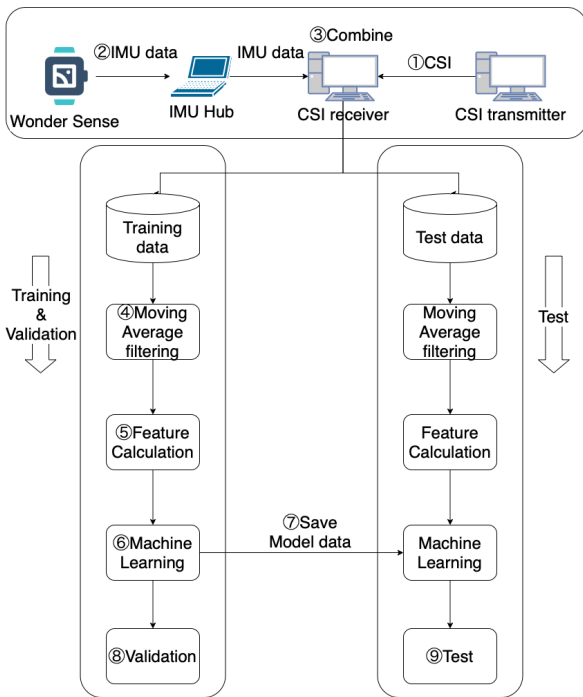 ③Combine
②IMU data
IMU data
①CSI
Wonder Sense
IMU Hub
CSI receiver
CSI transmitter
Training
data
Test data
Training
&
Validation
④Moving
Average
filtering
Moving
Average
filtering
Test
⑤Feature
Calculation
Feature
Calculation
⑦Save
Model data
⑥Machine
Learning
Machine
Learning
⑧Validation
⑨Test